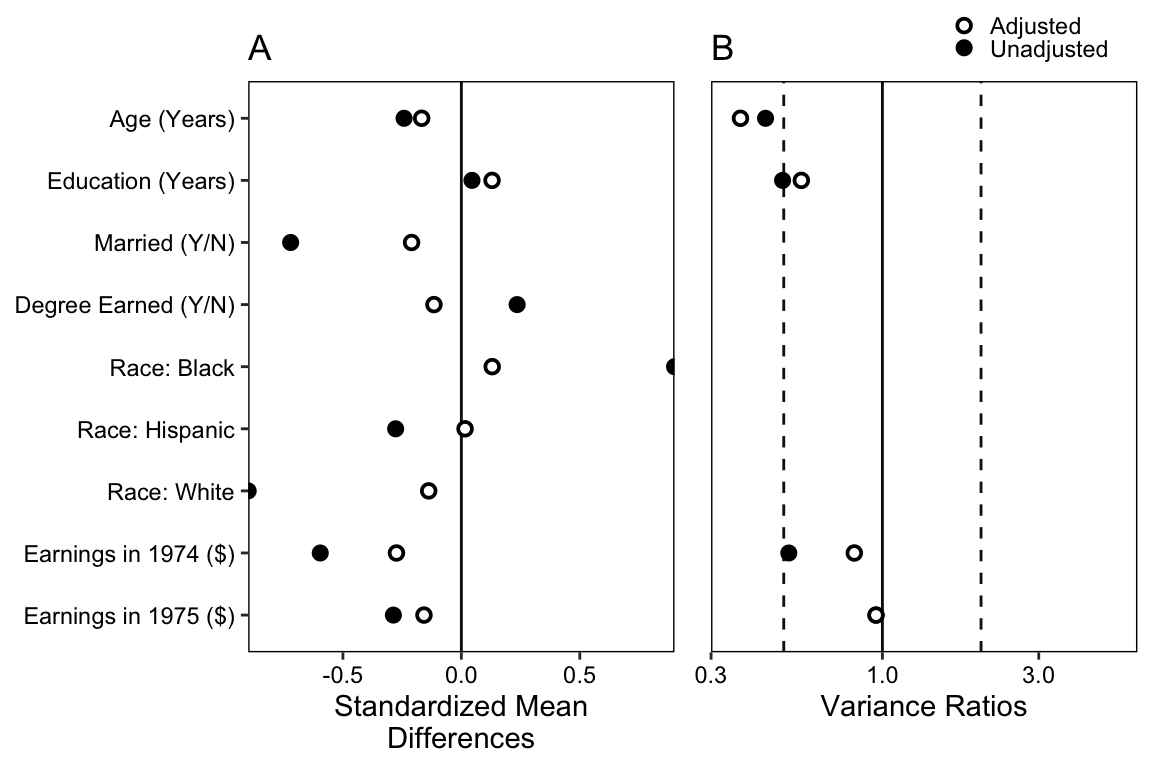 A
B
Adjusted
Unadjusted
Age (Years)
Education (Years)
Married (Y/N)
Degree Earned (Y/N)
Race: Black
Race: Hispanic
Race: White
Earnings in 1974 ($)
Earnings in 1975 ($)
-0.5 0.0 0.5
0.3 1.0 3.0
Standardized Mean
Differences
Variance Ratios